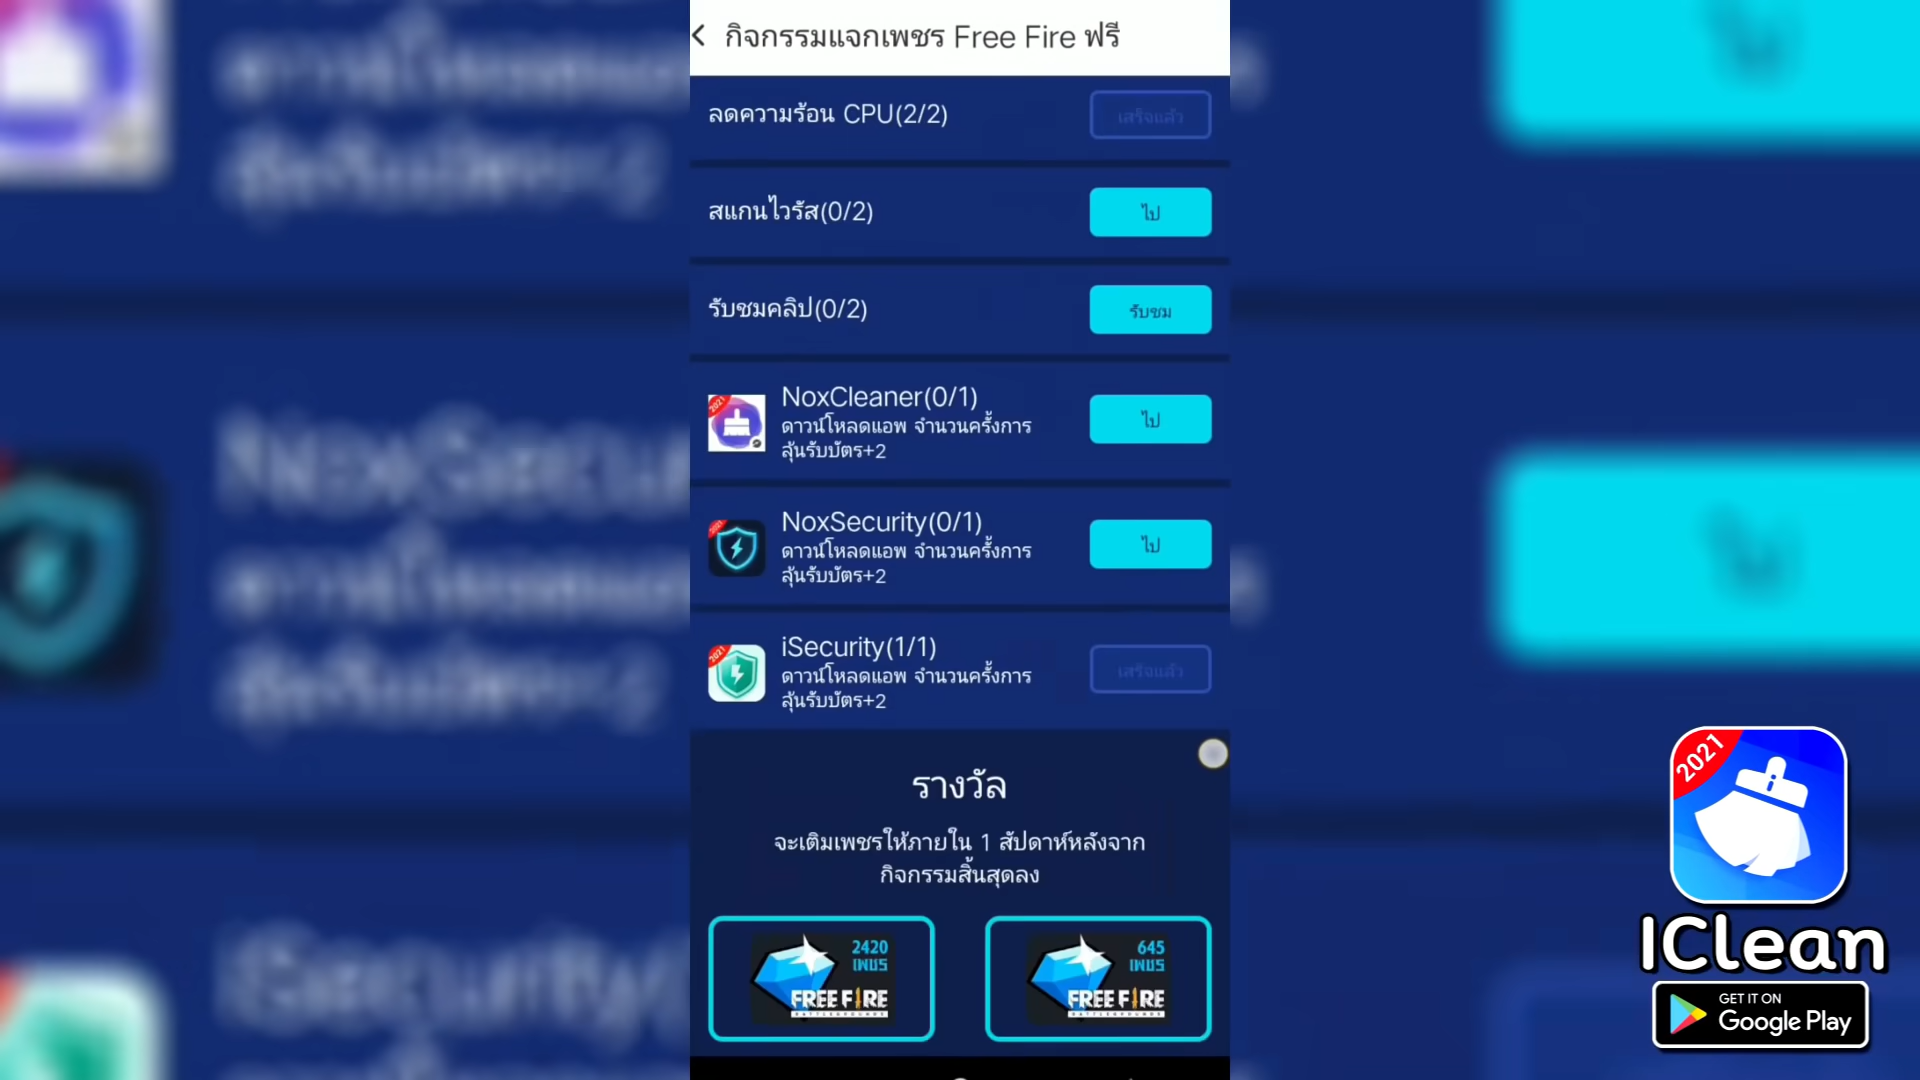 กิจกรรมแจกเพชร Free Fire ฟรี
ลดความร้อน CPU(2/2)
เสร็จแล้ว
สแกนไวรัส(0/2)
ไป
รับชมคลิป(0/2)
รับชม
NoxCleaner(0/1)
ดาวน์โหลดแอพ จำนวนครั้งการ
ลุ้นรับบัตร+2
ไป
NoxSecurity(0/1)
ดาวน์โหลดแอพ จำนวนครั้งการ
ลุ้นรับบัตร+2
ไป
iSecurity(1/1)
ดาวน์โหลดแอพ จำนวนครั้งการ
ลุ้นรับบัตร+2
เสร็จแล้ว
รางวัล
จะเติมเพชรให้ภายใน 1 สัปดาห์หลังจาก
กิจกรรมสิ้นสุดลง
2420
เพชร
FREE FIRE
BATTLEGROUNDS
645
เพชร
FREE FIRE
BATTLEGROUNDS
2021
IClean
GET IT ON
Google Play